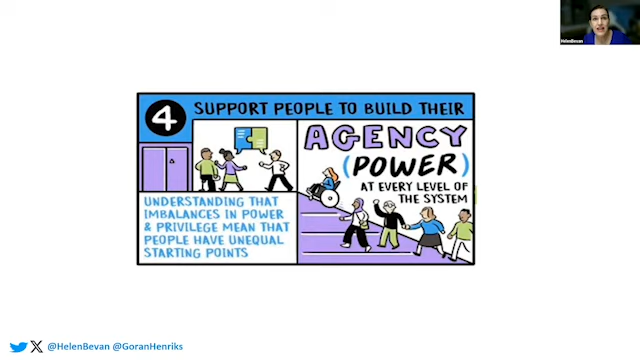 HelenBevan
4 SUPPORT PEOPLE TO BUILD THEIR
AGENCY
(POWER)
AT EVERY LEVEL OF
THE SYSTEM
UNDERSTANDING THAT
IMBALANCES IN POWER
& PRIVILEGE MEAN THAT
PEOPLE HAVE UNEQUAL
STARTING POINTS
@HelenBevan @GoranHenriks